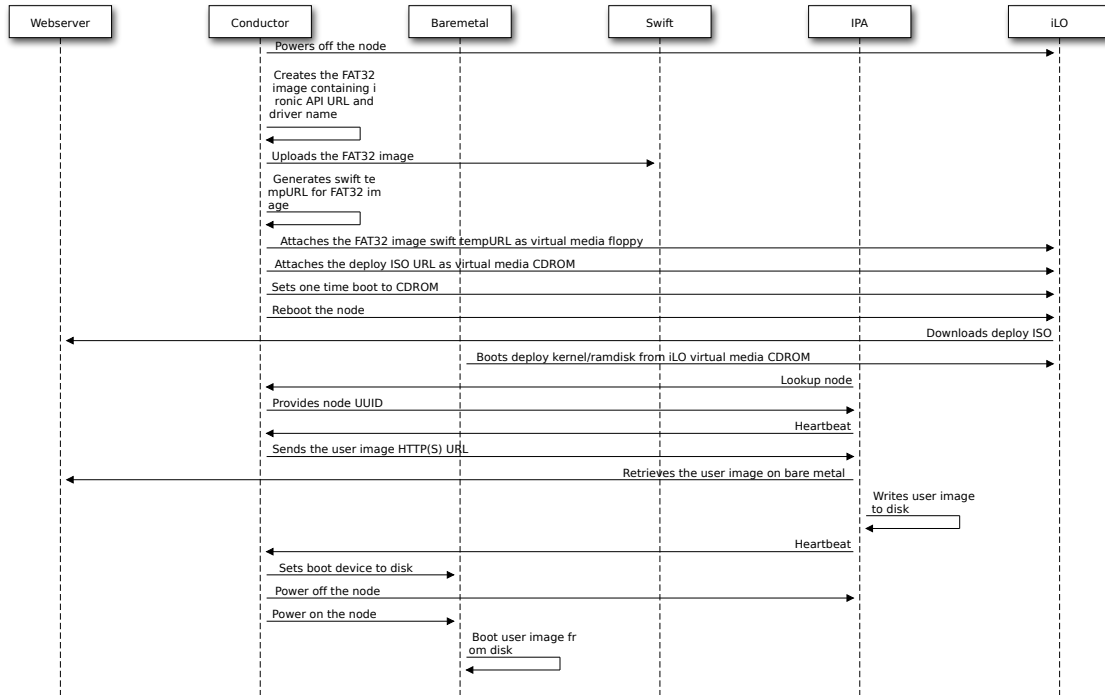 Webserver
Conductor
Baremetal
Swift
IPA
iLO
Powers off the node
Creates the FAT32
image containing i
ronic API URL and
driver name
Uploads the FAT32 image
Generates swift te
mpURL for FAT32 im
age
Attaches the FAT32 image swift tempURL as virtual media floppy
Attaches the deploy ISO URL as virtual media CDROM
Sets one time boot to CDROM
Reboot the node
Downloads deploy ISO
Boots deploy kernel/ramdisk from iLO virtual media CDROM
Lookup node
Provides node UUID
Heartbeat
Sends the user image HTTP(S) URL
Retrieves the user image on bare metal
Writes user image
to disk
Heartbeat
Sets boot device to disk
Power off the node
Power on the node
Boot user image fr
om disk